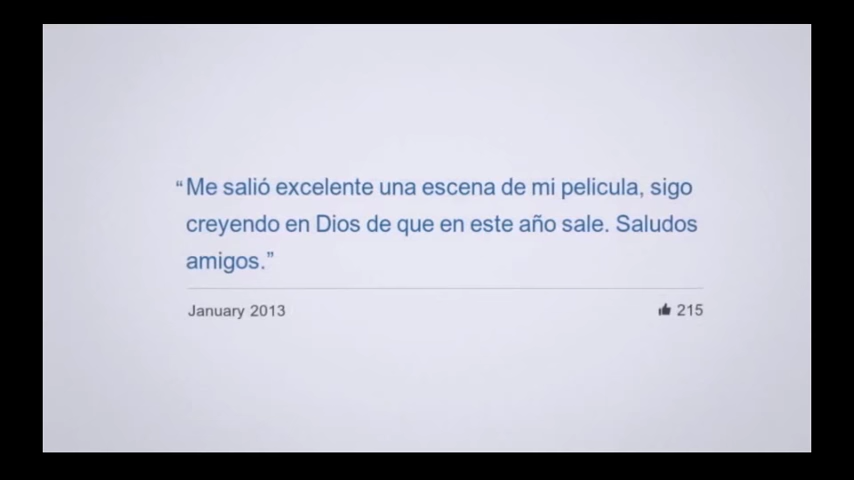 “Me salió excelente una escena de mi pelicula, sigo
creyendo en Dios de que en este año sale. Saludos
amigos.”
January 2013
215